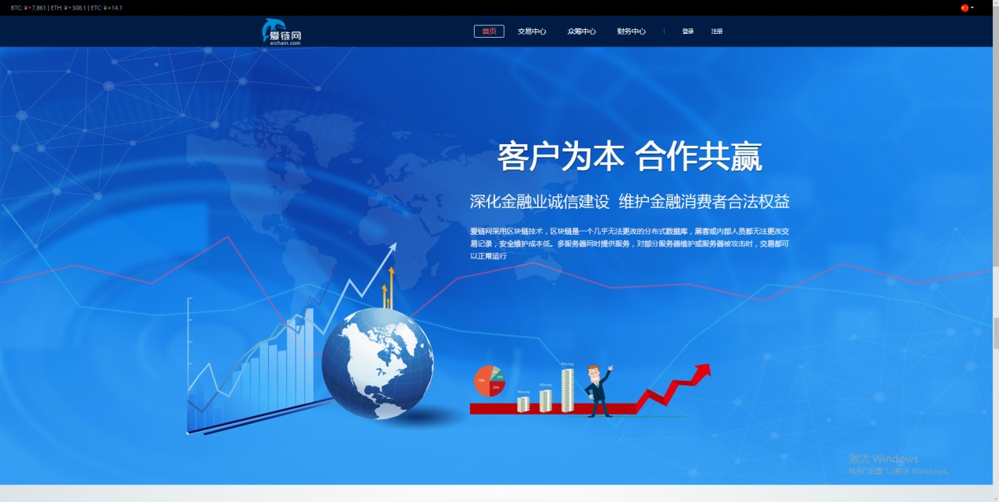 BTC: ¥ 7,861 | ETH: ¥ 308.1 | ETC: ¥ 14.1
爱链网
eichain.com
首页 交易中心 众筹中心 财务中心 | 登录 注册
客户为本 合作共赢
深化金融业诚信建设 维护金融消费者合法权益
爱链网采用区块链技术，区块链是一个几乎无法更改的分布式数据库，黑客或内部人员都无法更改交
易记录，安全维护成本低。多服务器同时提供服务，对部分服务器维护或服务器被攻击时，交易都可
以正常运行
Money
Money
Money
激活 Windows
转到"设置"以激活 Windows。